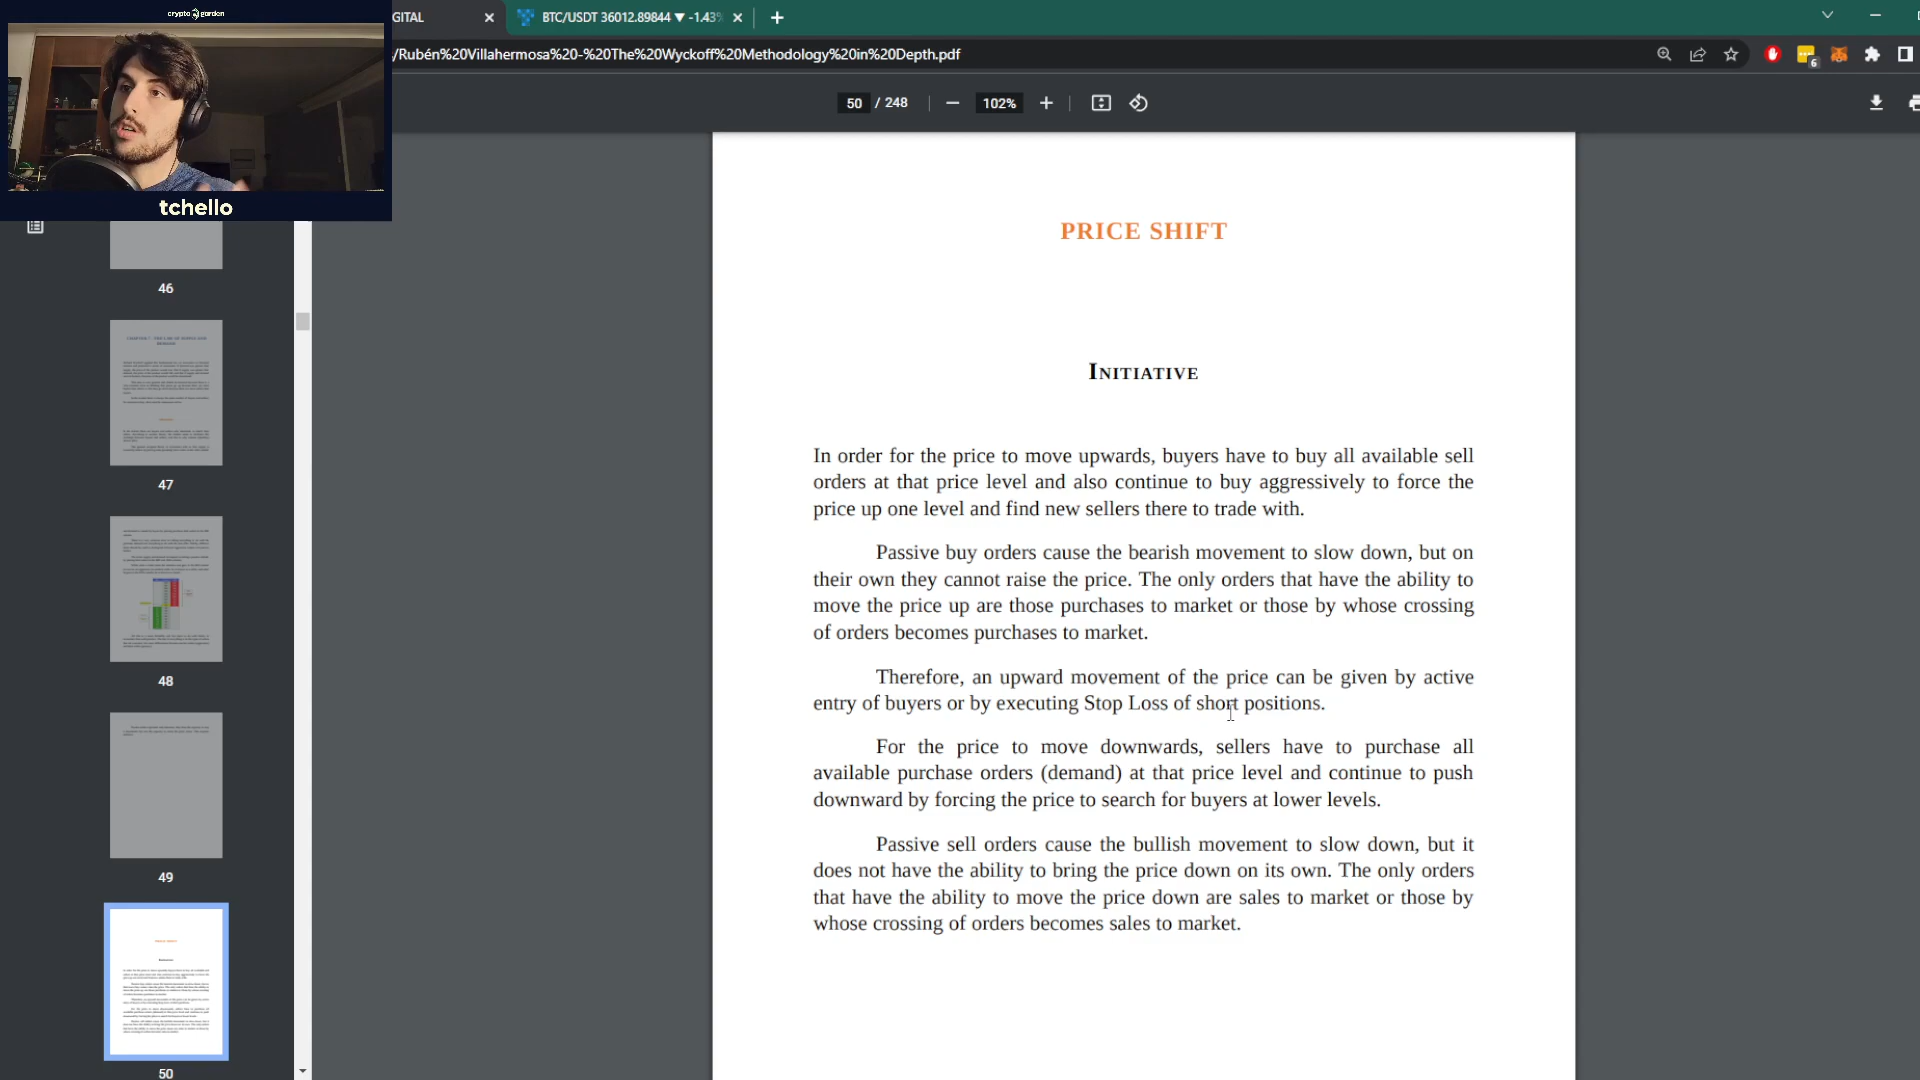 crypto garden
tchello
GITAL
BTC/USDT 36012.89844 ▼ -1.43%
/Rubén%20Villahermosa%20-%20The%20Wyckoff%20Methodology%20in%20Depth.pdf
6
50 / 248
102%
46
47
48
49
50
PRICE SHIFT
INITIATIVE
In order for the price to move upwards, buyers have to buy all available sell
orders at that price level and also continue to buy aggressively to force the
price up one level and find new sellers there to trade with.
Passive buy orders cause the bearish movement to slow down, but on
their own they cannot raise the price. The only orders that have the ability to
move the price up are those purchases to market or those by whose crossing
of orders becomes purchases to market.
Therefore, an upward movement of the price can be given by active
entry of buyers or by executing Stop Loss of short positions.
For the price to move downwards, sellers have to purchase all
available purchase orders (demand) at that price level and continue to push
downward by forcing the price to search for buyers at lower levels.
Passive sell orders cause the bullish movement to slow down, but it
does not have the ability to bring the price down on its own. The only orders
that have the ability to move the price down are sales to market or those by
whose crossing of orders becomes sales to market.